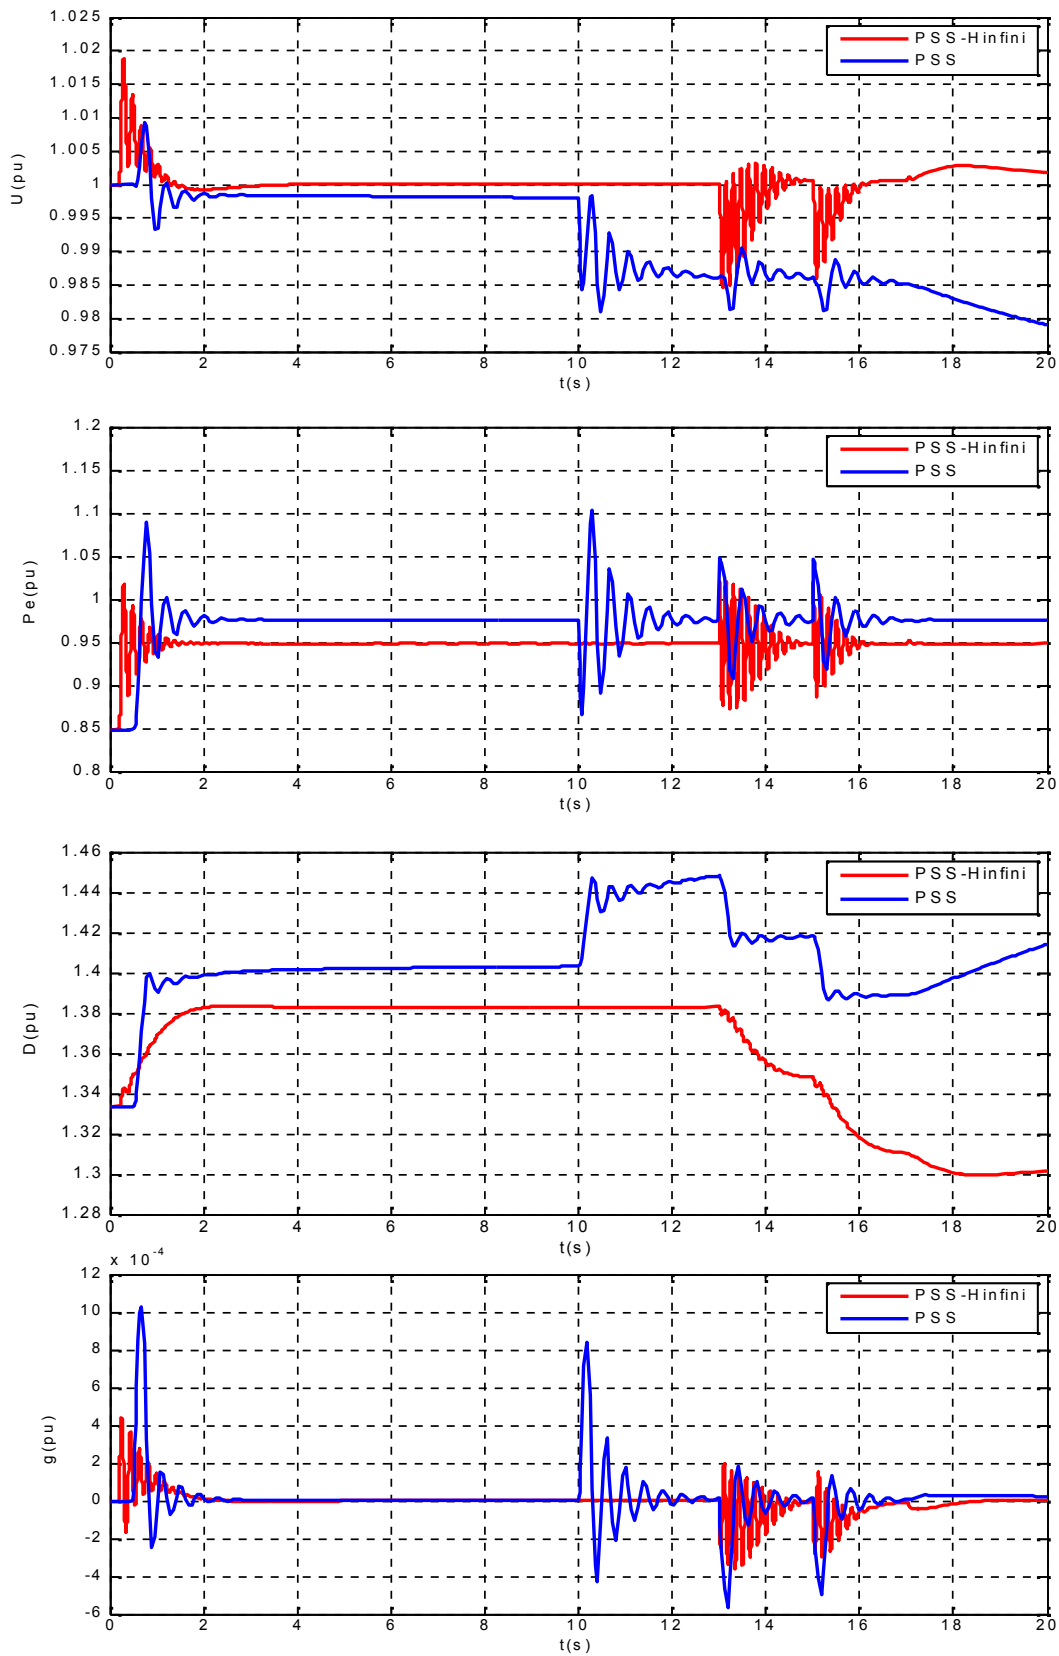 1.025
1.02
1.015
1.01
1.005
1
0.995
0.99
0.985
0.98
0.975
U(pu)
PSS-Hinfini
PSS
0 2 4 6 8 10 12 14 16 18 20
t(s)
1.2
1.15
1.1
1.05
1
0.95
0.9
0.85
0.8
Pe(pu)
PSS-Hinfini
PSS
0 2 4 6 8 10 12 14 16 18 20
t(s)
1.46
1.44
1.42
1.4
1.38
1.36
1.34
1.32
1.3
1.28
D(pu)
PSS-Hinfini
PSS
0 2 4 6 8 10 12 14 16 18 20
t(s)
x 10-4
12
10
8
6
4
2
0
-2
-4
-6
g(pu)
PSS-Hinfini
PSS
0 2 4 6 8 10 12 14 16 18 20
t(s)